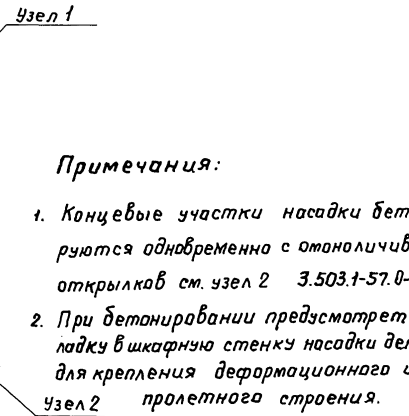 Узел 1
Примечания:
1. Концевые участки насадки бет
руются одновременно с омоноличив
открылков см. узел 2 3.503.1-57.0-
2. При бетонировании предусмотрет
ладку в шкафную стенку насадки де
для крепления деформационного
Узел 2 пролетного строения.